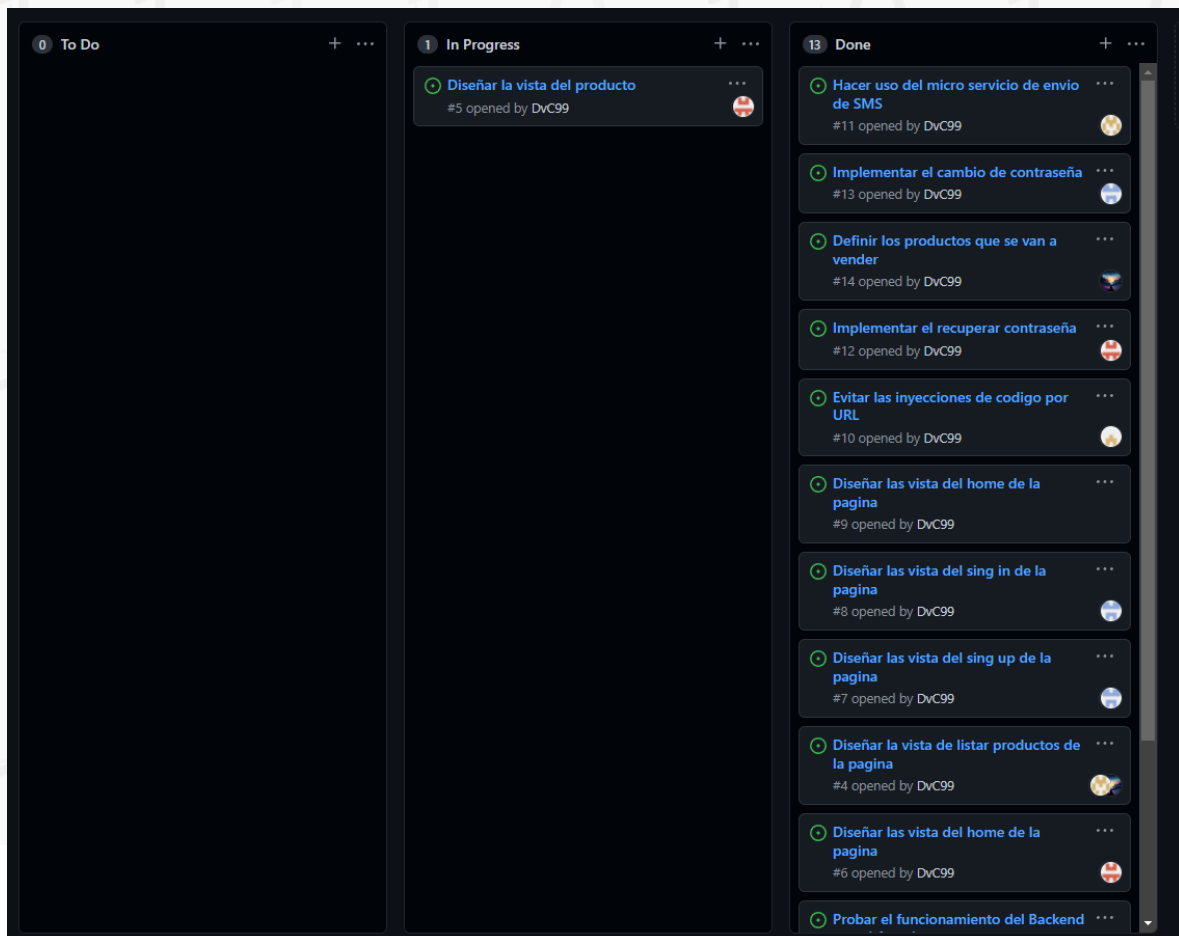 0 To Do
1 In Progress
Diseñar la vista del producto
#5 opened by DvC99
13 Done
Hacer uso del micro servicio de envio
de SMS
#11 opened by DvC99
Implementar el cambio de contraseña
#13 opened by DvC99
Definir los productos que se van a
vender
#14 opened by DvC99
Implementar el recuperar contraseña
#12 opened by DvC99
Evitar las inyecciones de codigo por
URL
#10 opened by DvC99
Diseñar las vista del home de la
pagina
#9 opened by DvC99
Diseñar las vista del sing in de la
pagina
#8 opened by DvC99
Diseñar las vista del sing up de la
pagina
#7 opened by DvC99
Diseñar la vista de listar productos de
la pagina
#4 opened by DvC99
Diseñar las vista del home de la
pagina
#6 opened by DvC99
Probar el funcionamiento del Backend